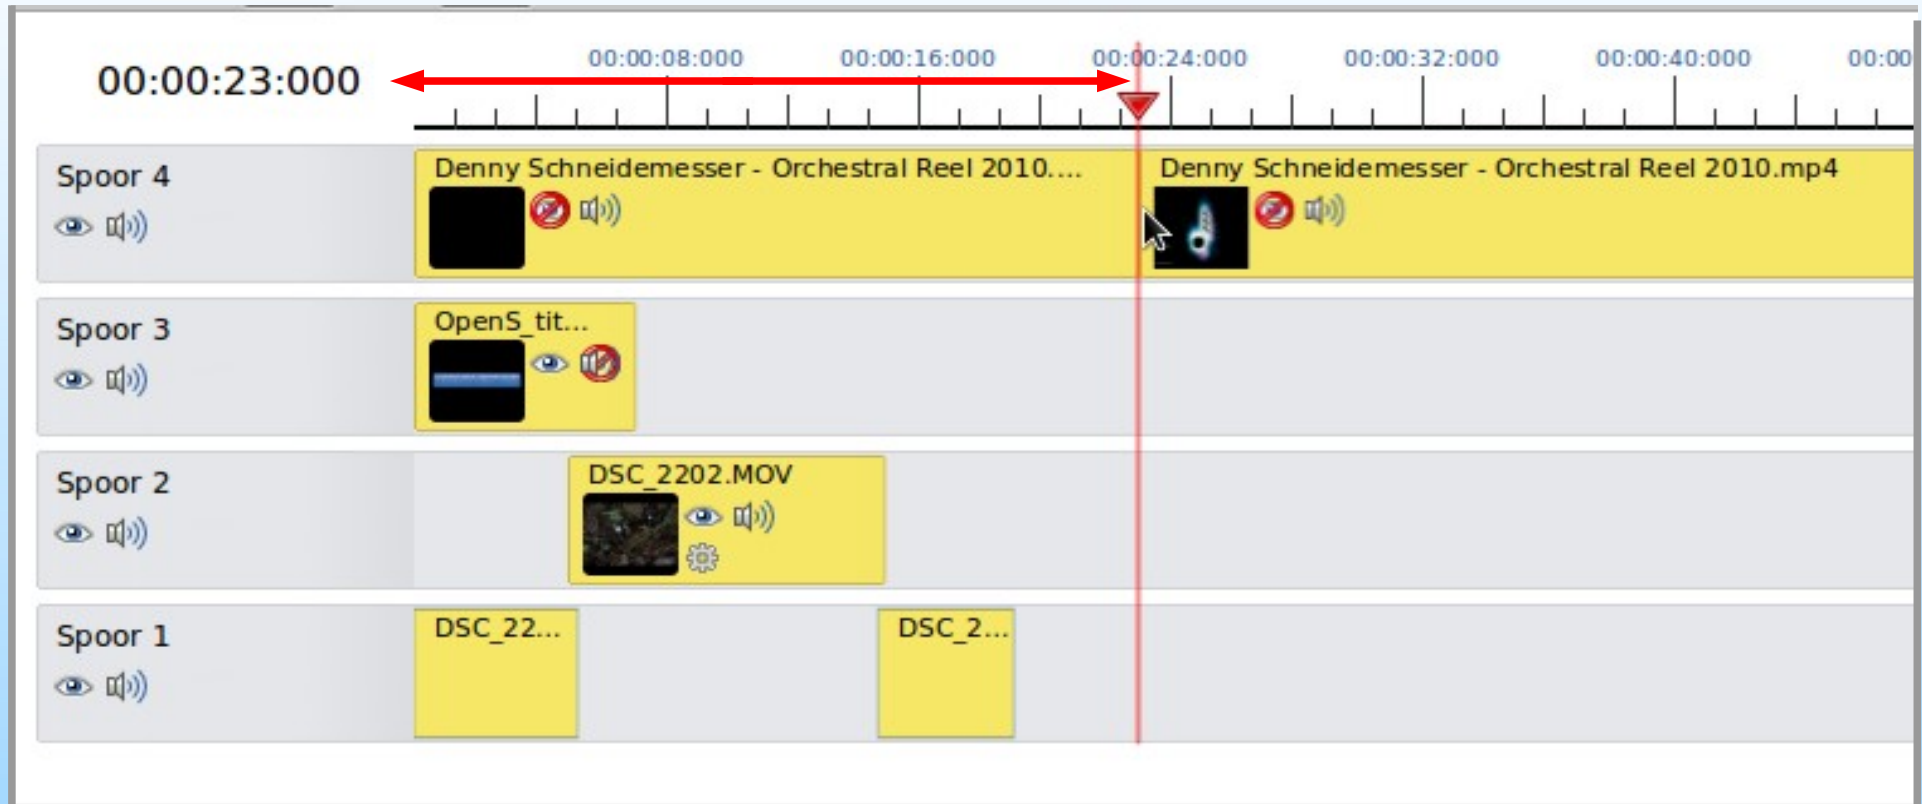 00:00:08:000 00:00:16:000 00:00:24:000 00:00:32:000 00:00:40:000 00:00
00:00:23:000
Spoor 4
Denny Schneidemesser - Orchestral Reel 2010.... Denny Schneidemesser - Orchestral Reel 2010.mp4
Spoor 3
OpenS_tit...
Spoor 2
DSC_2202.MOV
Spoor 1
DSC_22... DSC_2...